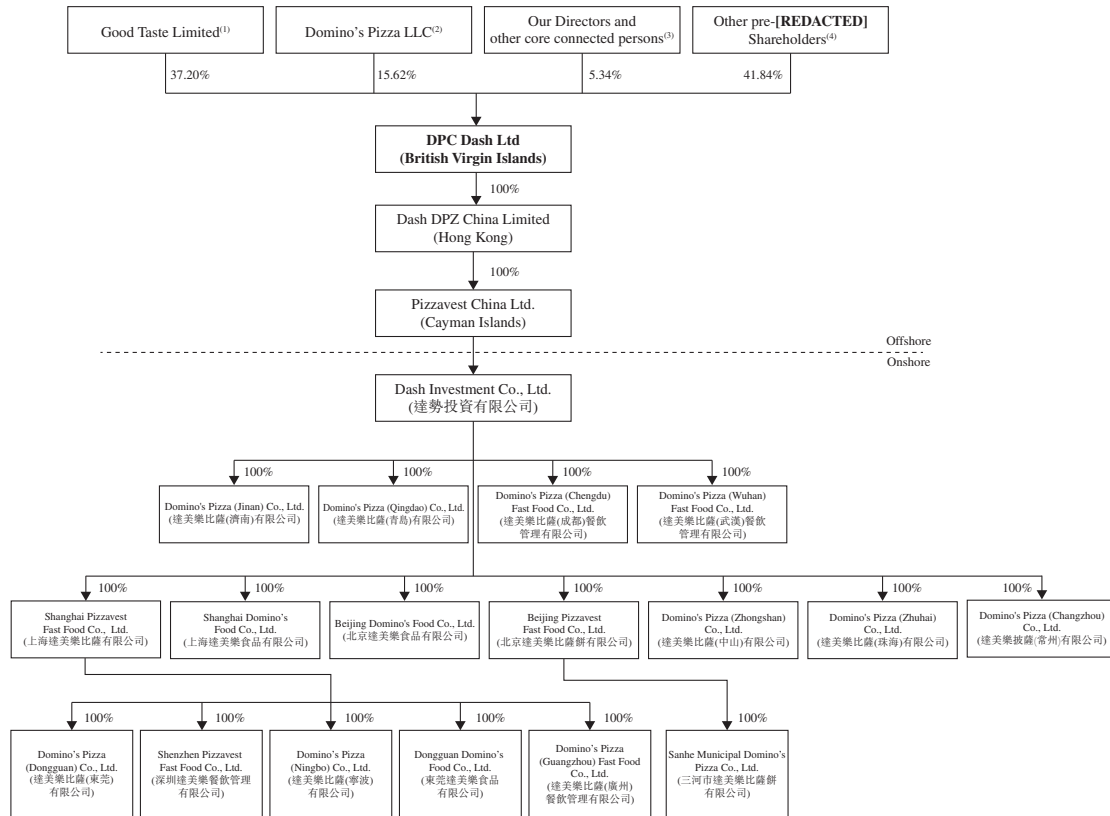 Good Taste Limited(1)
Domino's Pizza LLC(2)
Our Directors and
other core connected persons(3)
Other pre-[REDACTED]
Shareholders(4)
37.20%
15.62%
5.34%
41.84%
DPC Dash Ltd
(British Virgin Islands)
100%
Dash DPZ China Limited
(Hong Kong)
100%
Pizzavest China Ltd.
(Cayman Islands)
Offshore
Onshore
Dash Investment Co., Ltd.
(達勢投資有限公司)
100%
100%
100%
100%
Domino's Pizza (Jinan) Co., Ltd.
(達美樂比薩(濟南)有限公司)
Domino's Pizza (Qingdao) Co., Ltd.
(達美樂比薩(青島)有限公司)
Domino's Pizza (Chengdu)
Fast Food Co., Ltd.
(達美樂比薩(成都)餐飲
管理有限公司)
Domino's Pizza (Wuhan)
Fast Food Co., Ltd.
(達美樂比薩(武漢)餐飲
管理有限公司)
100%
100%
100%
100%
100%
100%
100%
Shanghai Pizzavest
Fast Food Co., Ltd.
(上海達美樂比薩有限公司)
Shanghai Domino's
Food Co., Ltd.
(上海達美樂食品有限公司)
Beijing Domino's Food Co., Ltd.
(北京達美樂食品有限公司)
Beijing Pizzavest
Fast Food Co., Ltd.
(北京達美樂比薩餅有限公司)
Domino's Pizza (Zhongshan)
Co., Ltd.
(達美樂比薩(中山)有限公司)
Domino's Pizza (Zhuhai)
Co., Ltd.
(達美樂比薩(珠海)有限公司)
Domino's Pizza (Changzhou)
Co., Ltd.
(達美樂披薩(常州)有限公司)
100%
100%
100%
100%
100%
100%
Domino's Pizza
(Dongguan) Co., Ltd.
(達美樂比薩(東莞)
有限公司)
Shenzhen Pizzavest
Fast Food Co., Ltd.
(深圳達美樂餐飲管理
有限公司)
Domino's Pizza
(Ningbo) Co., Ltd.
(達美樂比薩(寧波)
有限公司)
Dongguan Domino's
Food Co., Ltd.
(東莞達美樂食品
有限公司)
Domino's Pizza
(Guangzhou) Fast Food
Co., Ltd.
(達美樂比薩(廣州)
餐飲管理有限公司)
Sanhe Municipal Domino's
Pizza Co., Ltd.
(三河市達美樂比薩餅
有限公司)